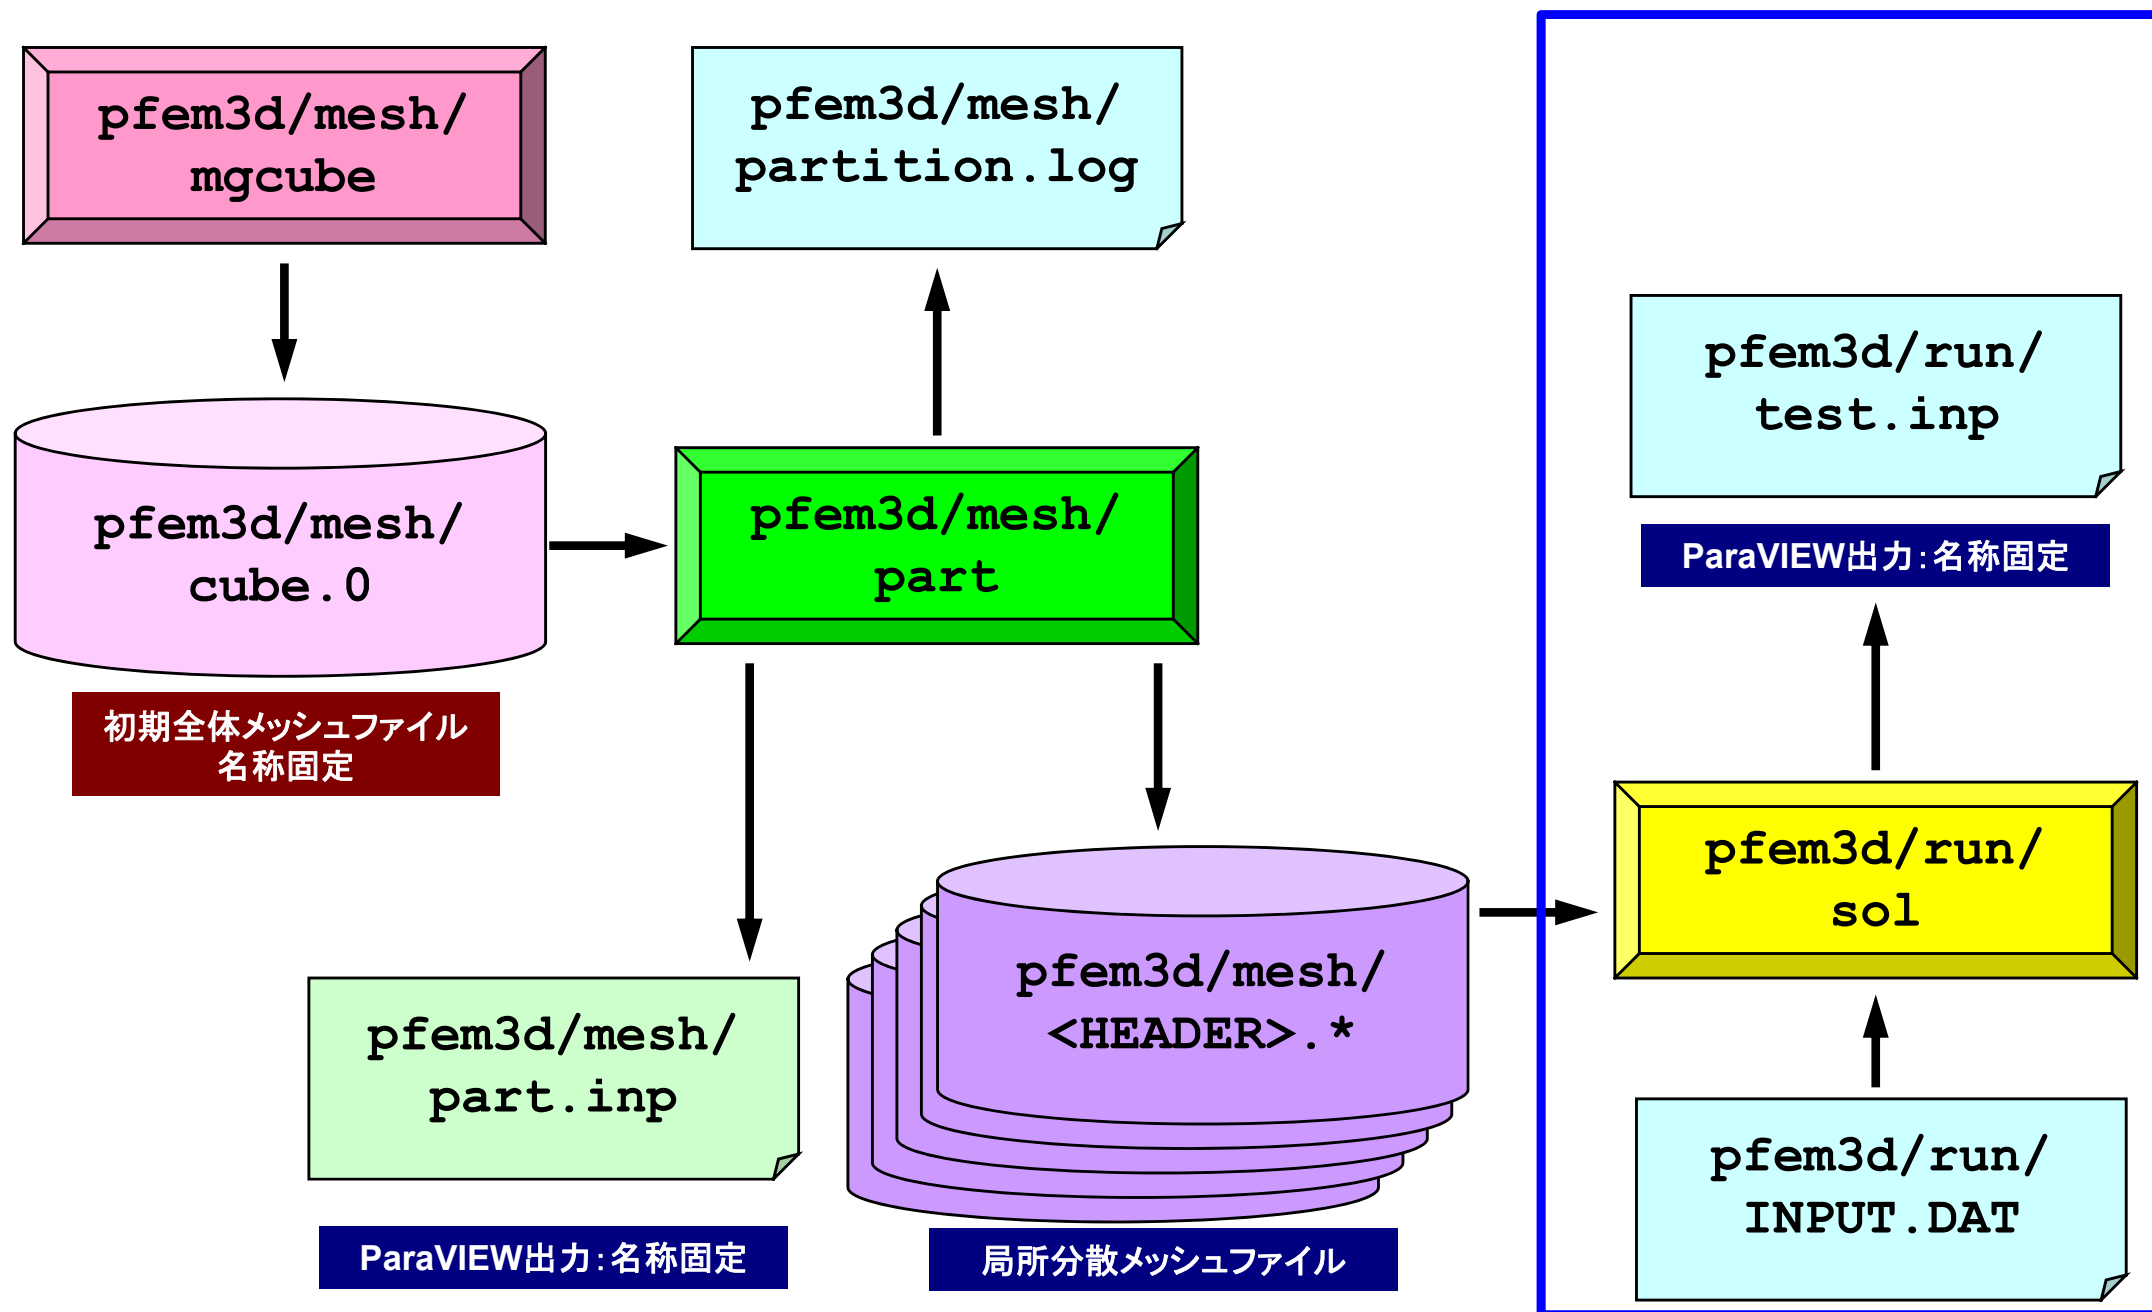 pfem3d/mesh/
mgcube
pfem3d/mesh/
partition.log
pfem3d/run/
test.inp
ParaVIEW出力：名称固定
pfem3d/mesh/
cube.0
初期全体メッシュファイル
名称固定
pfem3d/mesh/
part
pfem3d/run/
sol
pfem3d/mesh/
part.inp
ParaVIEW出力：名称固定
pfem3d/mesh/
<HEADER>.*
局所分散メッシュファイル
pfem3d/run/
INPUT.DAT